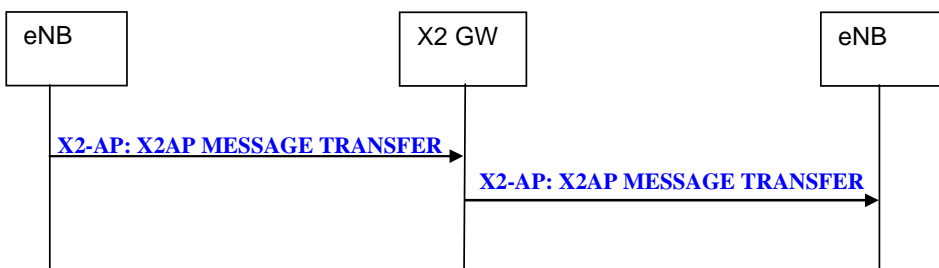 eNB
X2 GW
eNB
X2-AP: X2AP MESSAGE TRANSFER
X2-AP: X2AP MESSAGE TRANSFER